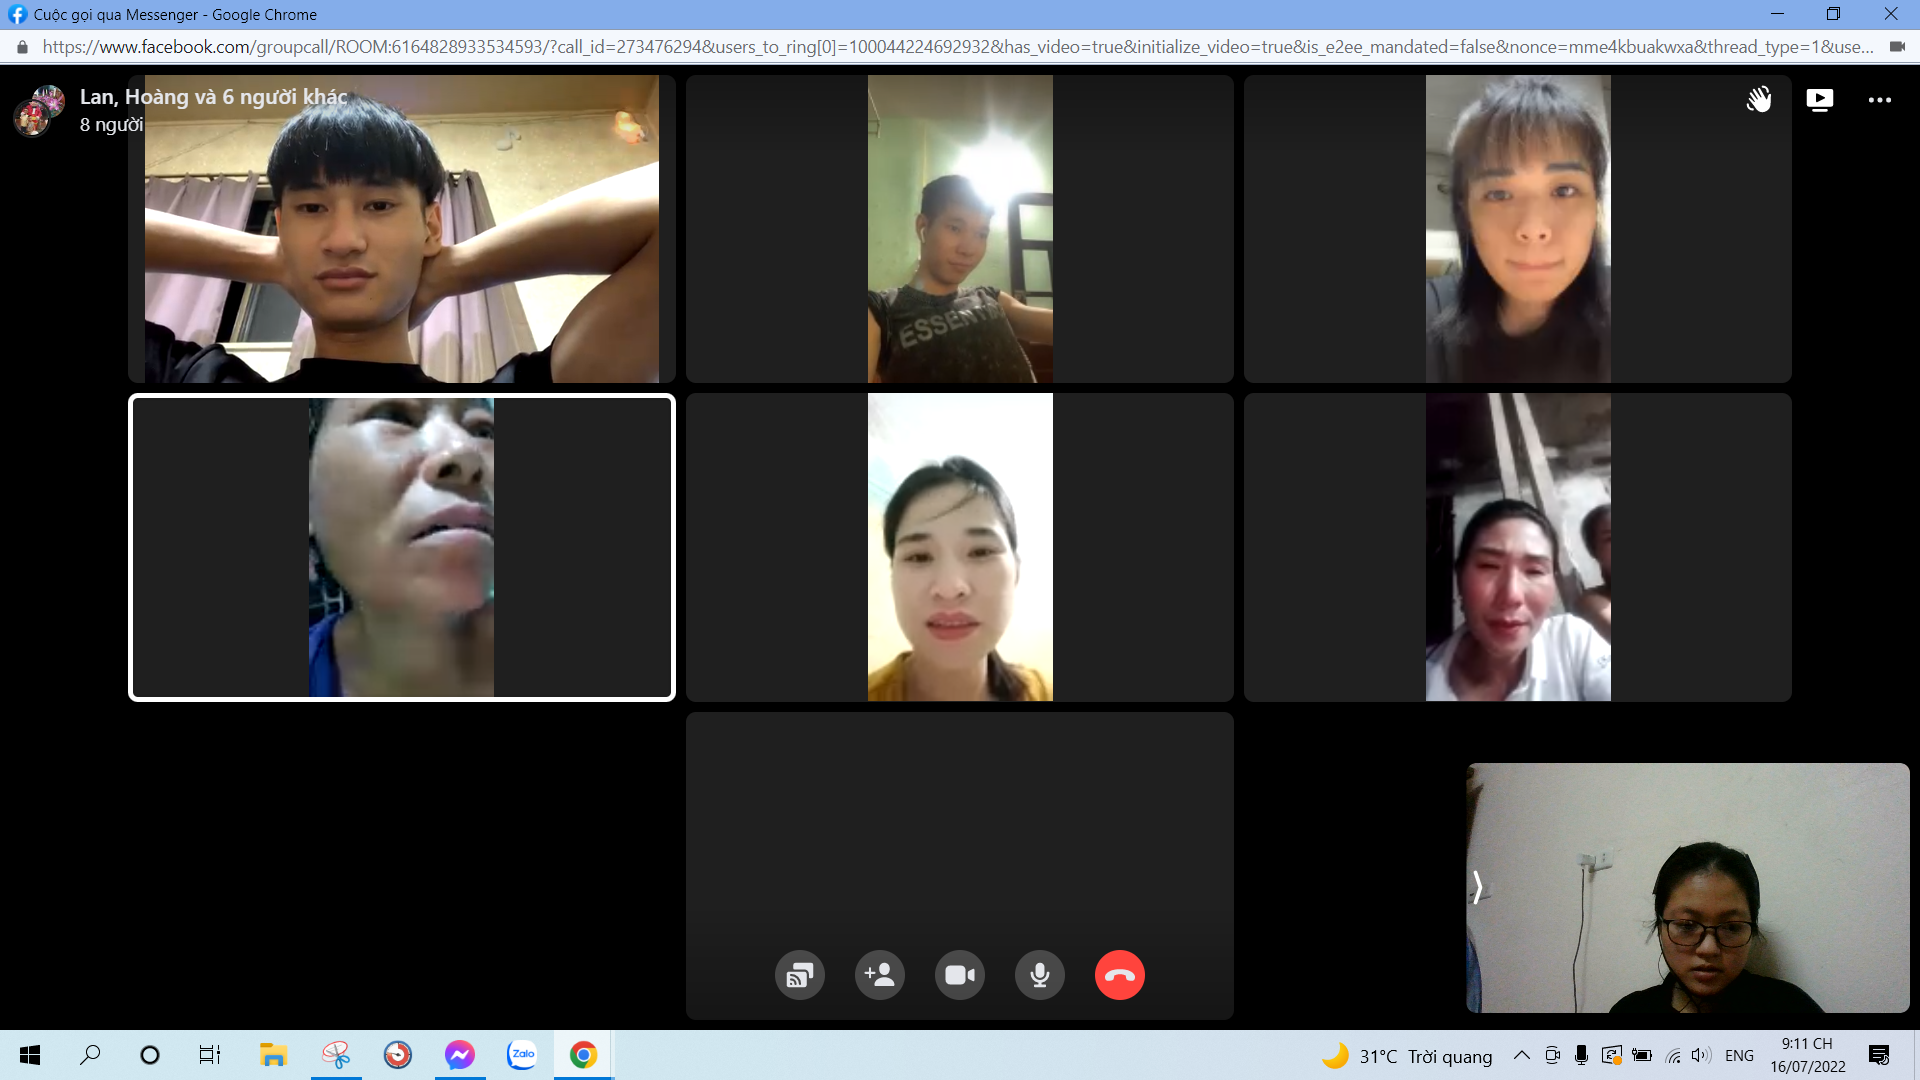 Cuộc gọi qua Messenger - Google Chrome
https://www.facebook.com/groupcall/ROOM:6164828933534593/?call_id=273476294&users_to_ring[0]=100044224692932&has_video=true&initialize_video=true&is_e2ee_mandated=false&nonce=mme4kbuakwxa&thread_type=1&use...
Lan, Hoàng và 6 người khác
8 người
ESSENTI
Zalo
31°C Trời quang
ENG
9:11 CH
16/07/2022